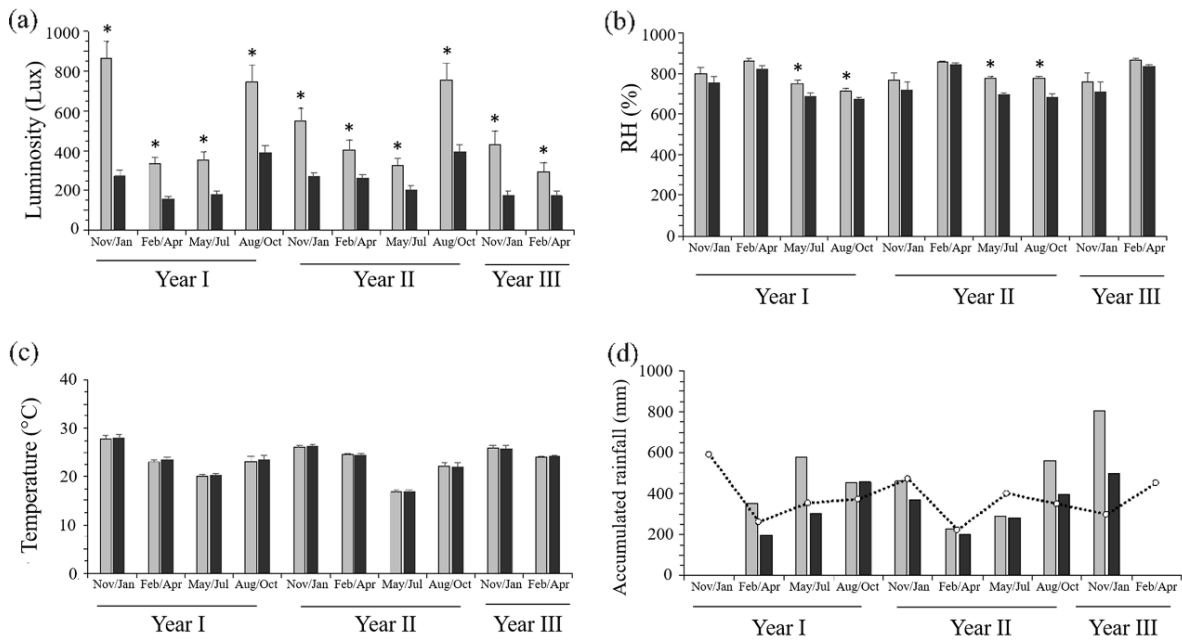 (a)
Luminosity (Lux)
1000
800
600
400
200
0
* * * * * * * * * *
Nov/Jan Feb/Apr May/Jul Aug/Oct Nov/Jan Feb/Apr May/Jul Aug/Oct Nov/Jan Feb/Apr
Year I Year II Year III
(b)
RH (%)
1000
800
600
400
200
0
* * * *
Nov/Jan Feb/Apr May/Jul Aug/Oct Nov/Jan Feb/Apr May/Jul Aug/Oct Nov/Jan Feb/Apr
Year I Year II Year III
(c)
Temperature (°C)
40
30
20
10
0
Nov/Jan Feb/Apr May/Jul Aug/Oct Nov/Jan Feb/Apr May/Jul Aug/Oct Nov/Jan Feb/Apr
Year I Year II Year III
(d)
Accumulated rainfall (mm)
1000
800
600
400
200
0
Nov/Jan Feb/Apr May/Jul Aug/Oct Nov/Jan Feb/Apr May/Jul Aug/Oct Nov/Jan Feb/Apr
Year I Year II Year III